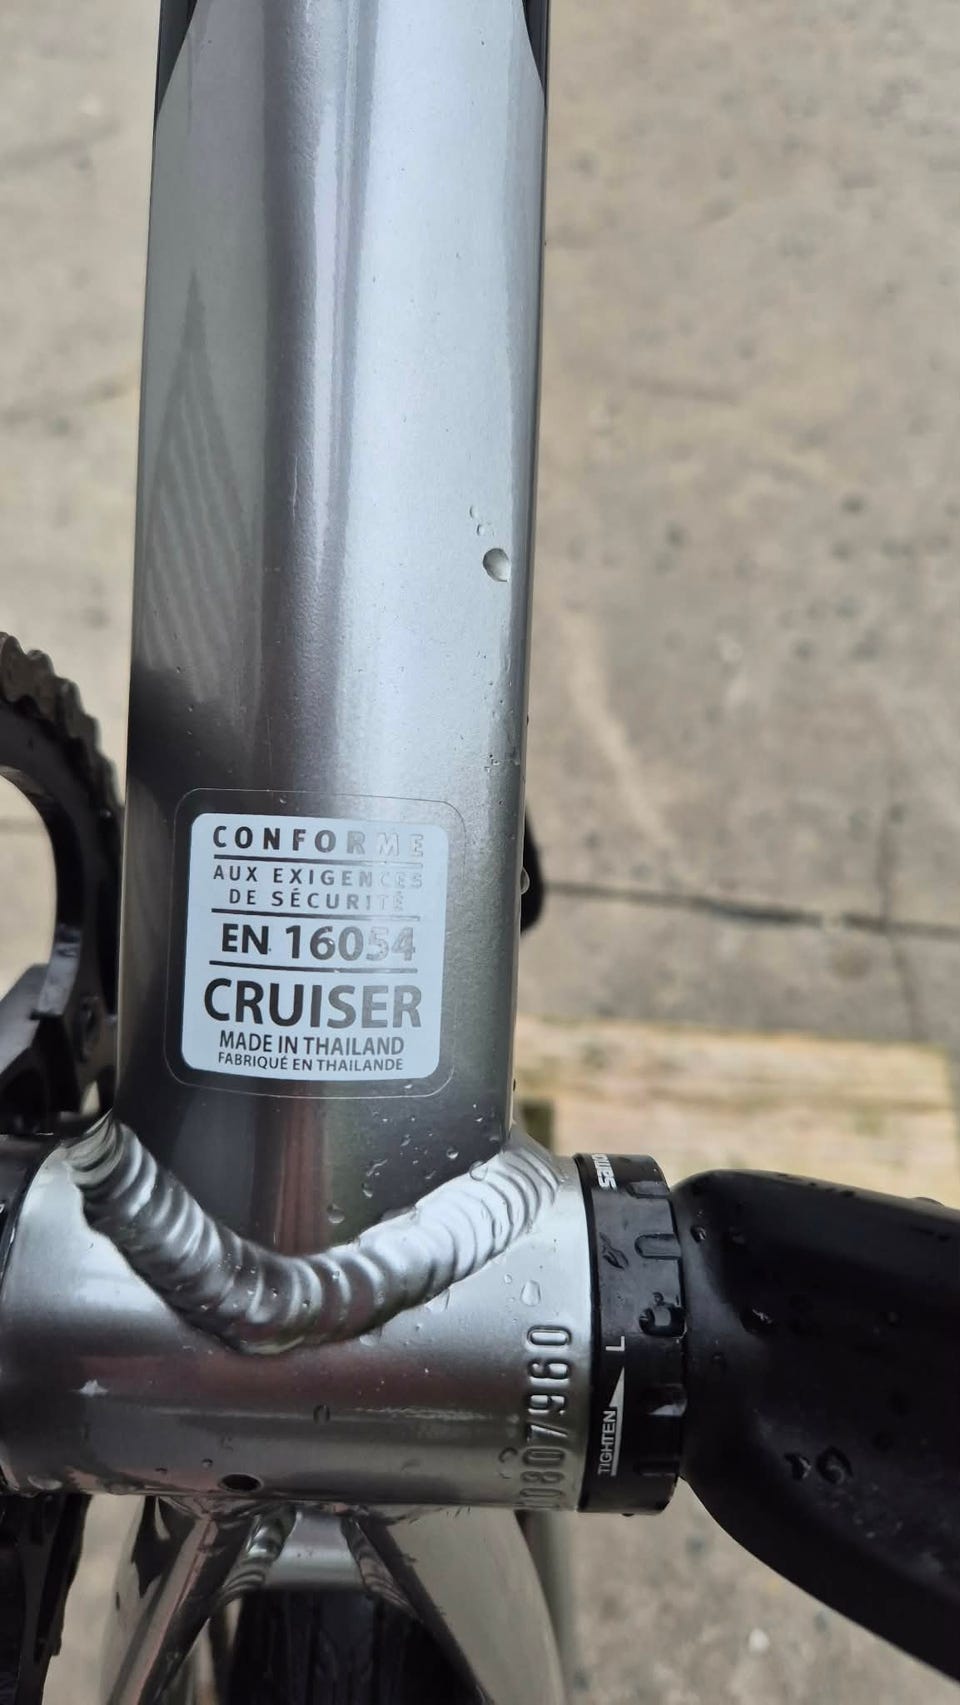 CONFORME
AUX EXIGENCES
DE SÉCURITÉ
EN 16054
CRUISER
MADE IN THAILAND
FABRIQUÉ EN THAILANDE
TIGHTEN
L